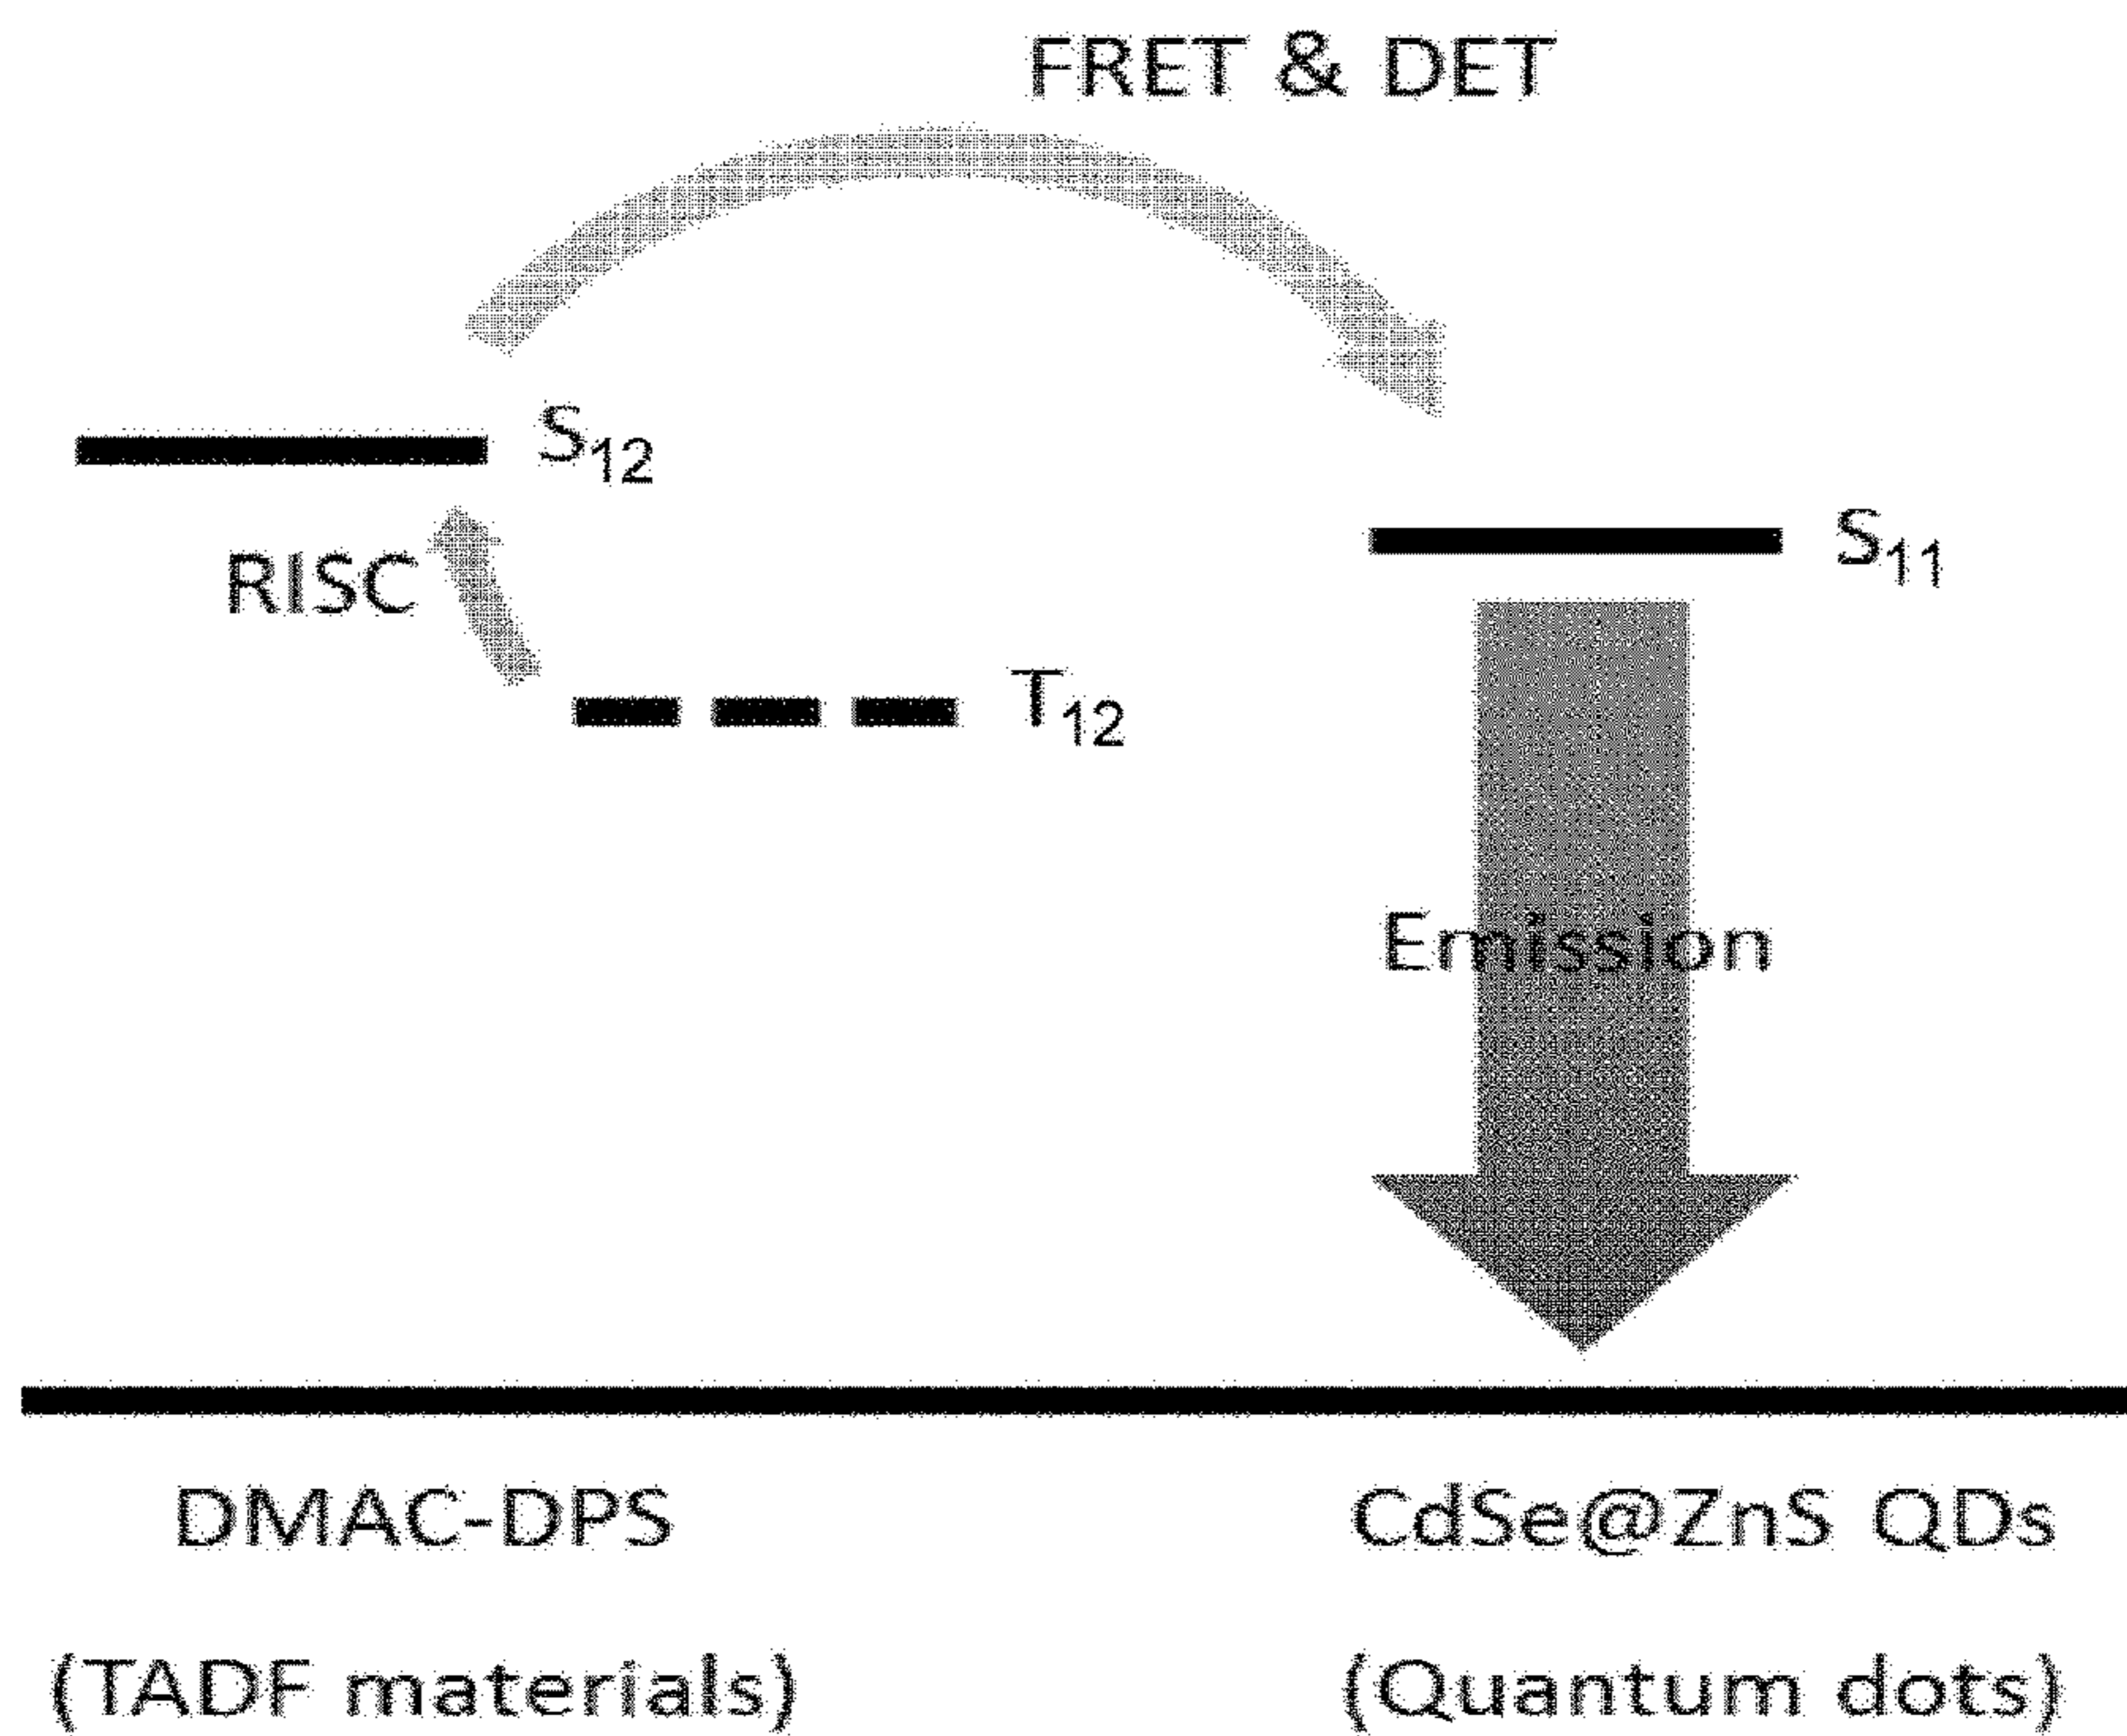 FRET & DET
S₁₂
S₁₁
RISC
T₁₂
Emission
DMAC-DPS
CdSe@ZnS QDs
(TADF materials)
(Quantum dots)